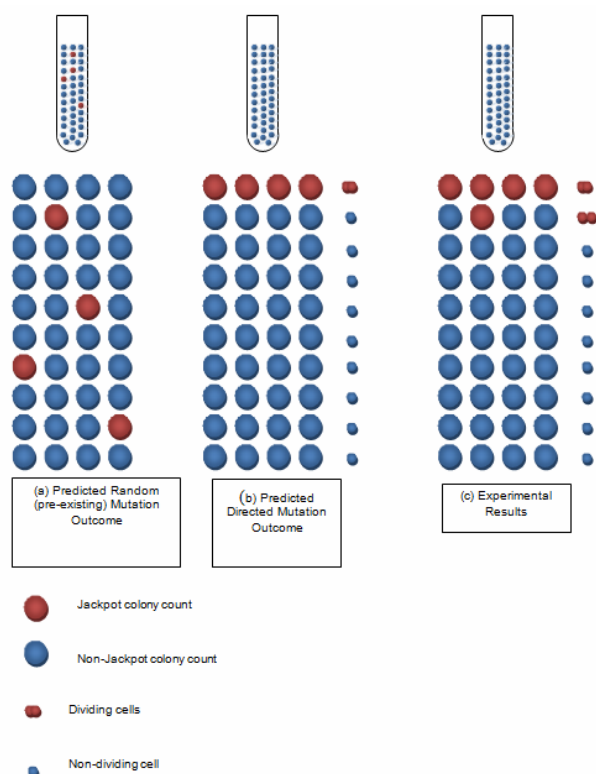 (a) Predicted Random
(pre-existing) Mutation
Outcome
(b) Predicted
Directed Mutation
Outcome
(c) Experimental
Results
Jackpot colony count
Non-Jackpot colony count
Dividing cells
Non-dividing cell